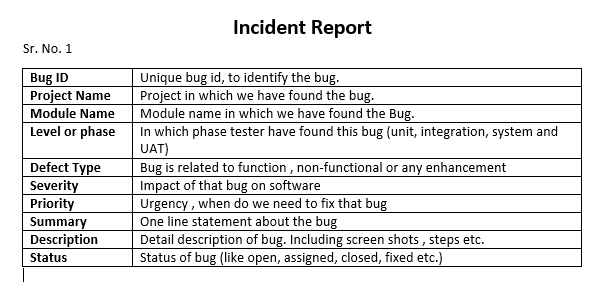 Incident Report
Sr. No. 1
Bug ID Unique bug id, to identify the bug.
Project Name Project in which we have found the bug.
Module Name Module name in which we have found the Bug.
Level or phase In which phase tester have found this bug (unit, integration, system and
UAT)
Defect Type Bug is related to function , non-functional or any enhancement
Severity Impact of that bug on software
Priority Urgency , when do we need to fix that bug
Summary One line statement about the bug
Description Detail description of bug. Including screen shots , steps etc.
Status Status of bug (like open, assigned, closed, fixed etc.)